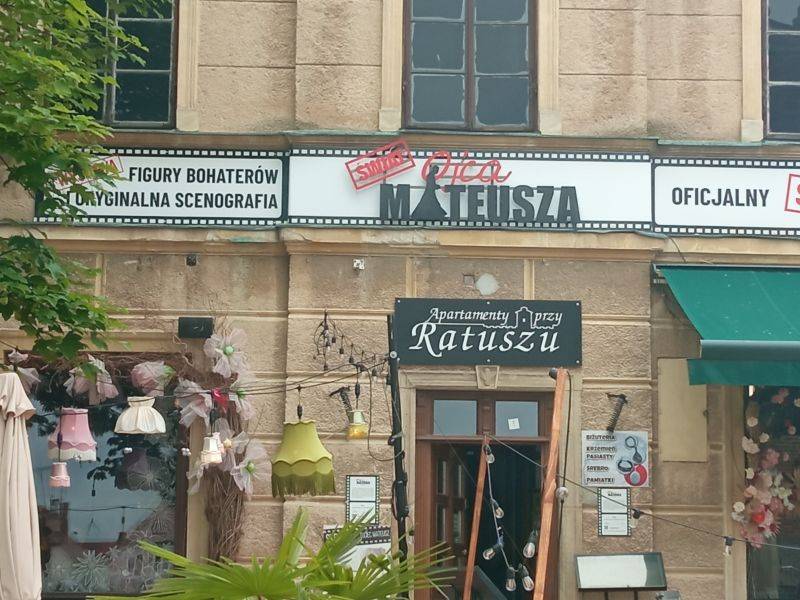 FIGURY BOHATERÓW
I ORYGINALNA SCENOGRAFIA
ŚWIAT
Ojca
MATEUSZA
OFICJALNY
Apartamenty przy
Ratuszu
BIŻUTERIA
KRZEMIEŃ
PASIASTY
SREBRO
PAMIĄTKI